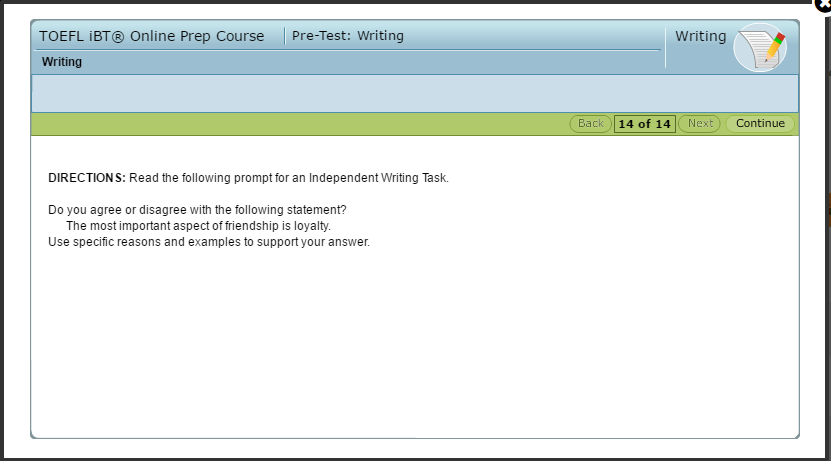 TOEFL iBT® Online Prep Course
Pre-Test: Writing
Writing
Writing
Back
14 of 14
Next
Continue
DIRECTIONS: Read the following prompt for an Independent Writing Task.
Do you agree or disagree with the following statement?
The most important aspect of friendship is loyalty.
Use specific reasons and examples to support your answer.